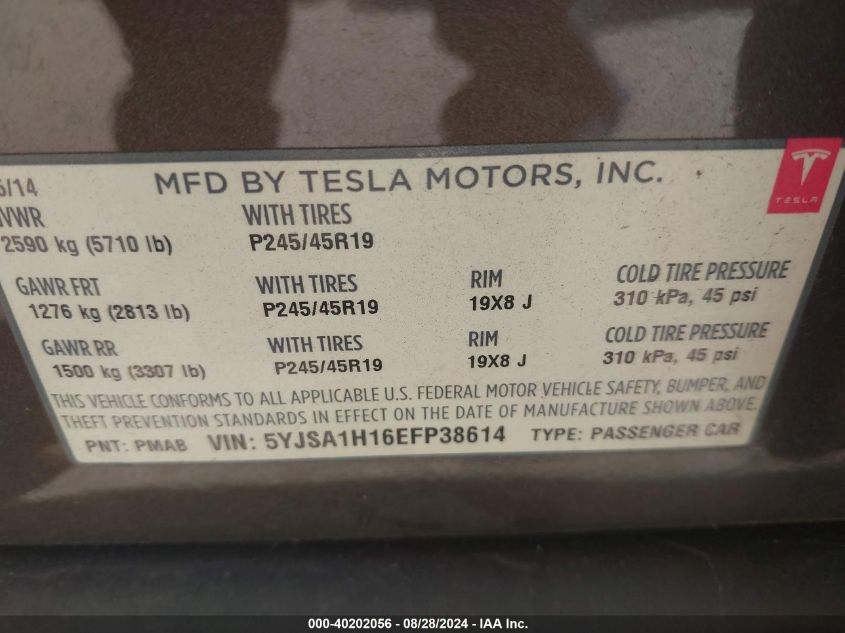 /14 MFD BY TESLA MOTORS, INC. TESLA
VWR WITH TIRES
2590 kg (5710 lb) P245/45R19
GAWR FRT WITH TIRES RIM COLD TIRE PRESSURE
1276 kg (2813 lb) P245/45R19 19X8 J 310 kPa, 45 psi
GAWR RR WITH TIRES RIM COLD TIRE PRESSURE
1500 kg (3307 lb) P245/45R19 19X8 J 310 kPa, 45 psi
THIS VEHICLE CONFORMS TO ALL APPLICABLE U.S. FEDERAL MOTOR VEHICLE SAFETY, BUMPER, AND
THEFT PREVENTION STANDARDS IN EFFECT ON THE DATE OF MANUFACTURE SHOWN ABOVE.
PNT: PMAB VIN: 5YJSA1H16EFP38614 TYPE: PASSENGER CAR
000-40202056 - 08/28/2024 - IAA Inc.